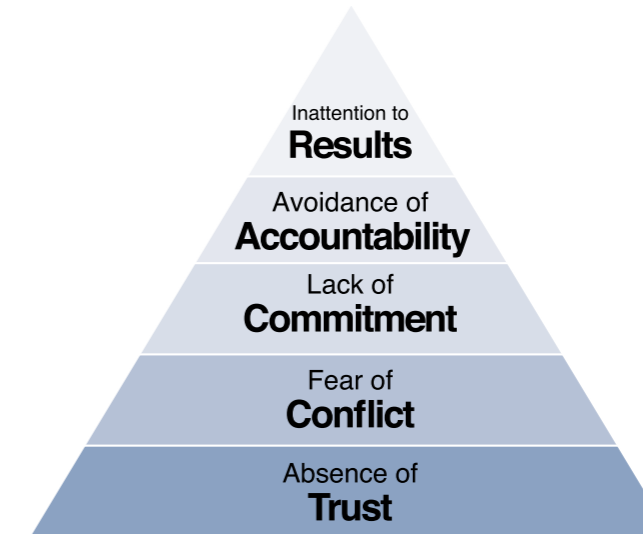 Inattention to
Results
Avoidance of
Accountability
Lack of
Commitment
Fear of
Conflict
Absence of
Trust